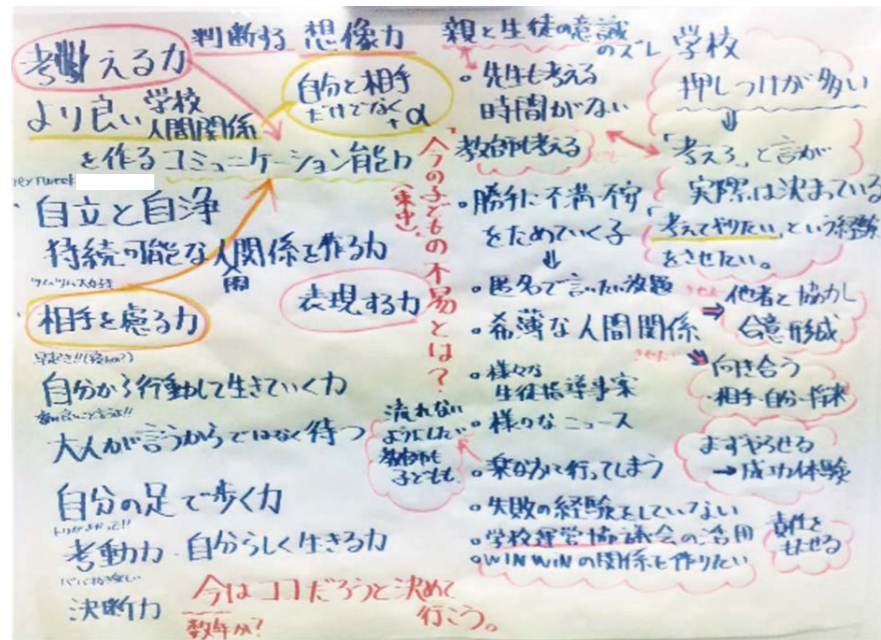 考える力
判断する 想像力
自分と相手
だけでなく
+α
より良い 学校
人間関係
を作る コミュニケーション能力
自立と自浄
持続可能な人間関係を作る力
表現する力
相手を慮る力
自分から行動して生きていく力
大人が言うからではなく待つ
自分の足で歩く力
考動力 自分らしく生きる力
決断力
今はココだろうと決めて
行こう。
数年か?
「今の子どもの不易とは?
(東中)
親と生徒の意識
のズレ
・先生も考える
時間がない
教師も考える
・勝手に不満・不安
をためていく子
⇓
・匿名で言いたい放題
・希薄な人間関係
・様々な
生徒指導事案
・様々なニュース
・楽な方に行ってしまう
・失敗の経験をしていない
・学校運営協議会の活用
・WIN WINの関係を作りたい
流れない
ようにしたい
教師も
子どもも
学校
押しつけが多い
⇓
「考えろ」と言が
実際は決まっている
「考えてやりたい」という経験
をさせたい。
⇒ 他者と協力し
合意形成
向き合う
・相手・自分・将来
まずやらせる
→成功体験
責任を
もたせる